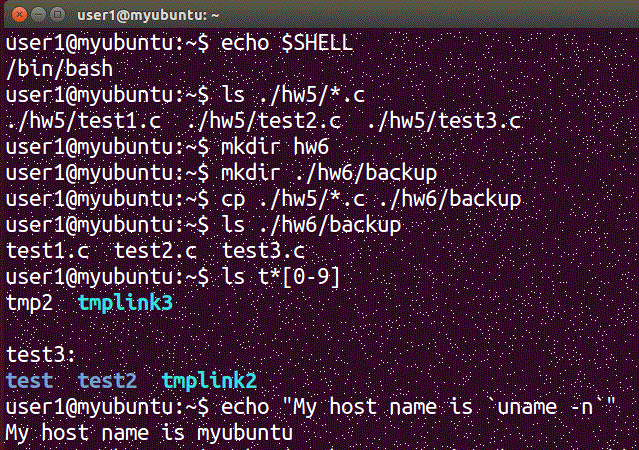 user1@myubuntu: ~
user1@myubuntu:~$ echo $SHELL
/bin/bash
user1@myubuntu:~$ ls ./hw5/*.c
./hw5/test1.c  ./hw5/test2.c  ./hw5/test3.c
user1@myubuntu:~$ mkdir hw6
user1@myubuntu:~$ mkdir ./hw6/backup
user1@myubuntu:~$ cp ./hw5/*.c ./hw6/backup
user1@myubuntu:~$ ls ./hw6/backup
test1.c  test2.c  test3.c
user1@myubuntu:~$ ls t*[0-9]
tmp2  tmplink3
test3:
test  test2  tmplink2
user1@myubuntu:~$ echo "My host name is `uname -n`"
My host name is myubuntu